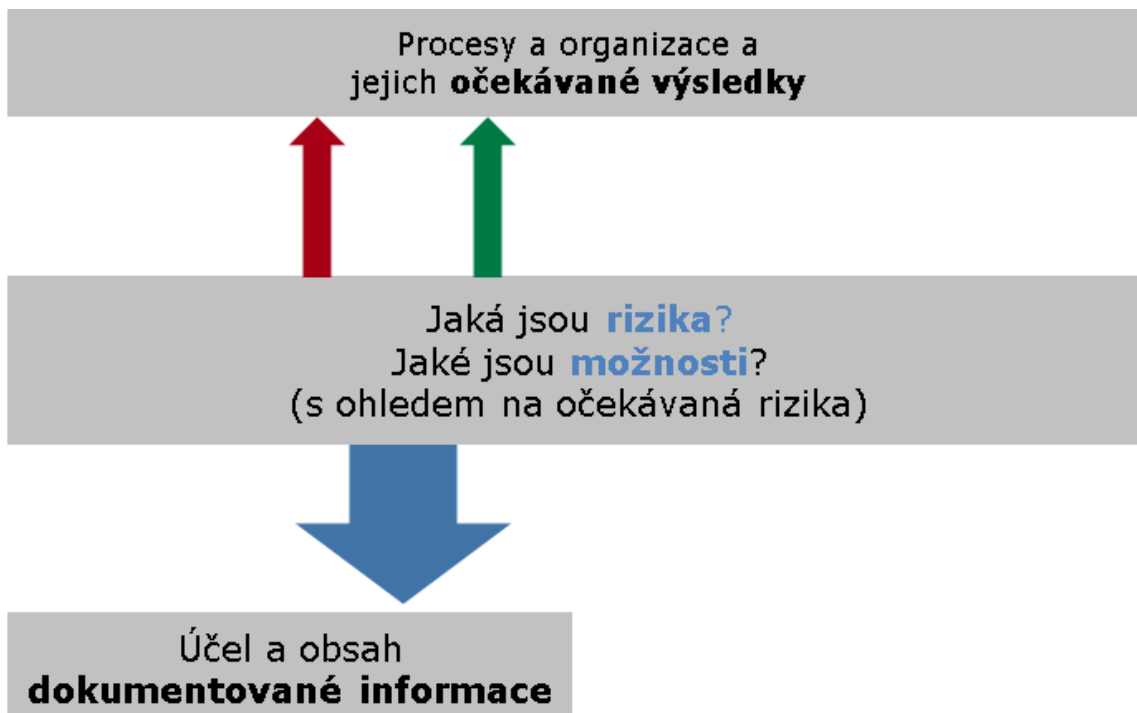 Procesy a organizace a
jejich očekávané výsledky
Jaká jsou rizika?
Jaké jsou možnosti?
(s ohledem na očekávaná rizika)
Účel a obsah
dokumentované informace